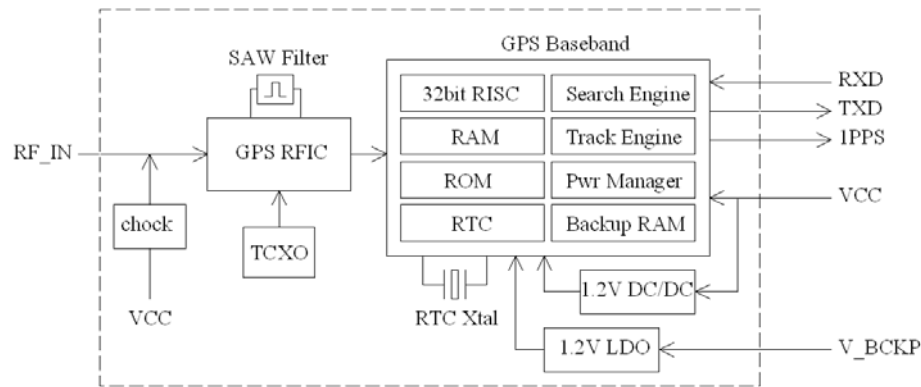 GPS Baseband
SAW Filter
32bit RISC
Search Engine
RXD
TXD
RF_IN
GPS RFIC
RAM
Track Engine
1PPS
ROM
Pwr Manager
VCC
chock
TCXO
RTC
Backup RAM
VCC
RTC Xtal
1.2V DC/DC
1.2V LDO
V_BCKP